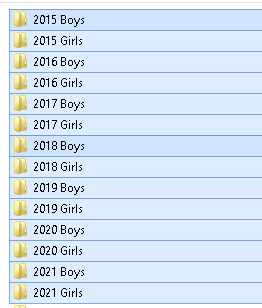 2015 Boys
2015 Girls
2016 Boys
2016 Girls
2017 Boys
2017 Girls
2018 Boys
2018 Girls
2019 Boys
2019 Girls
2020 Boys
2020 Girls
2021 Boys
2021 Girls